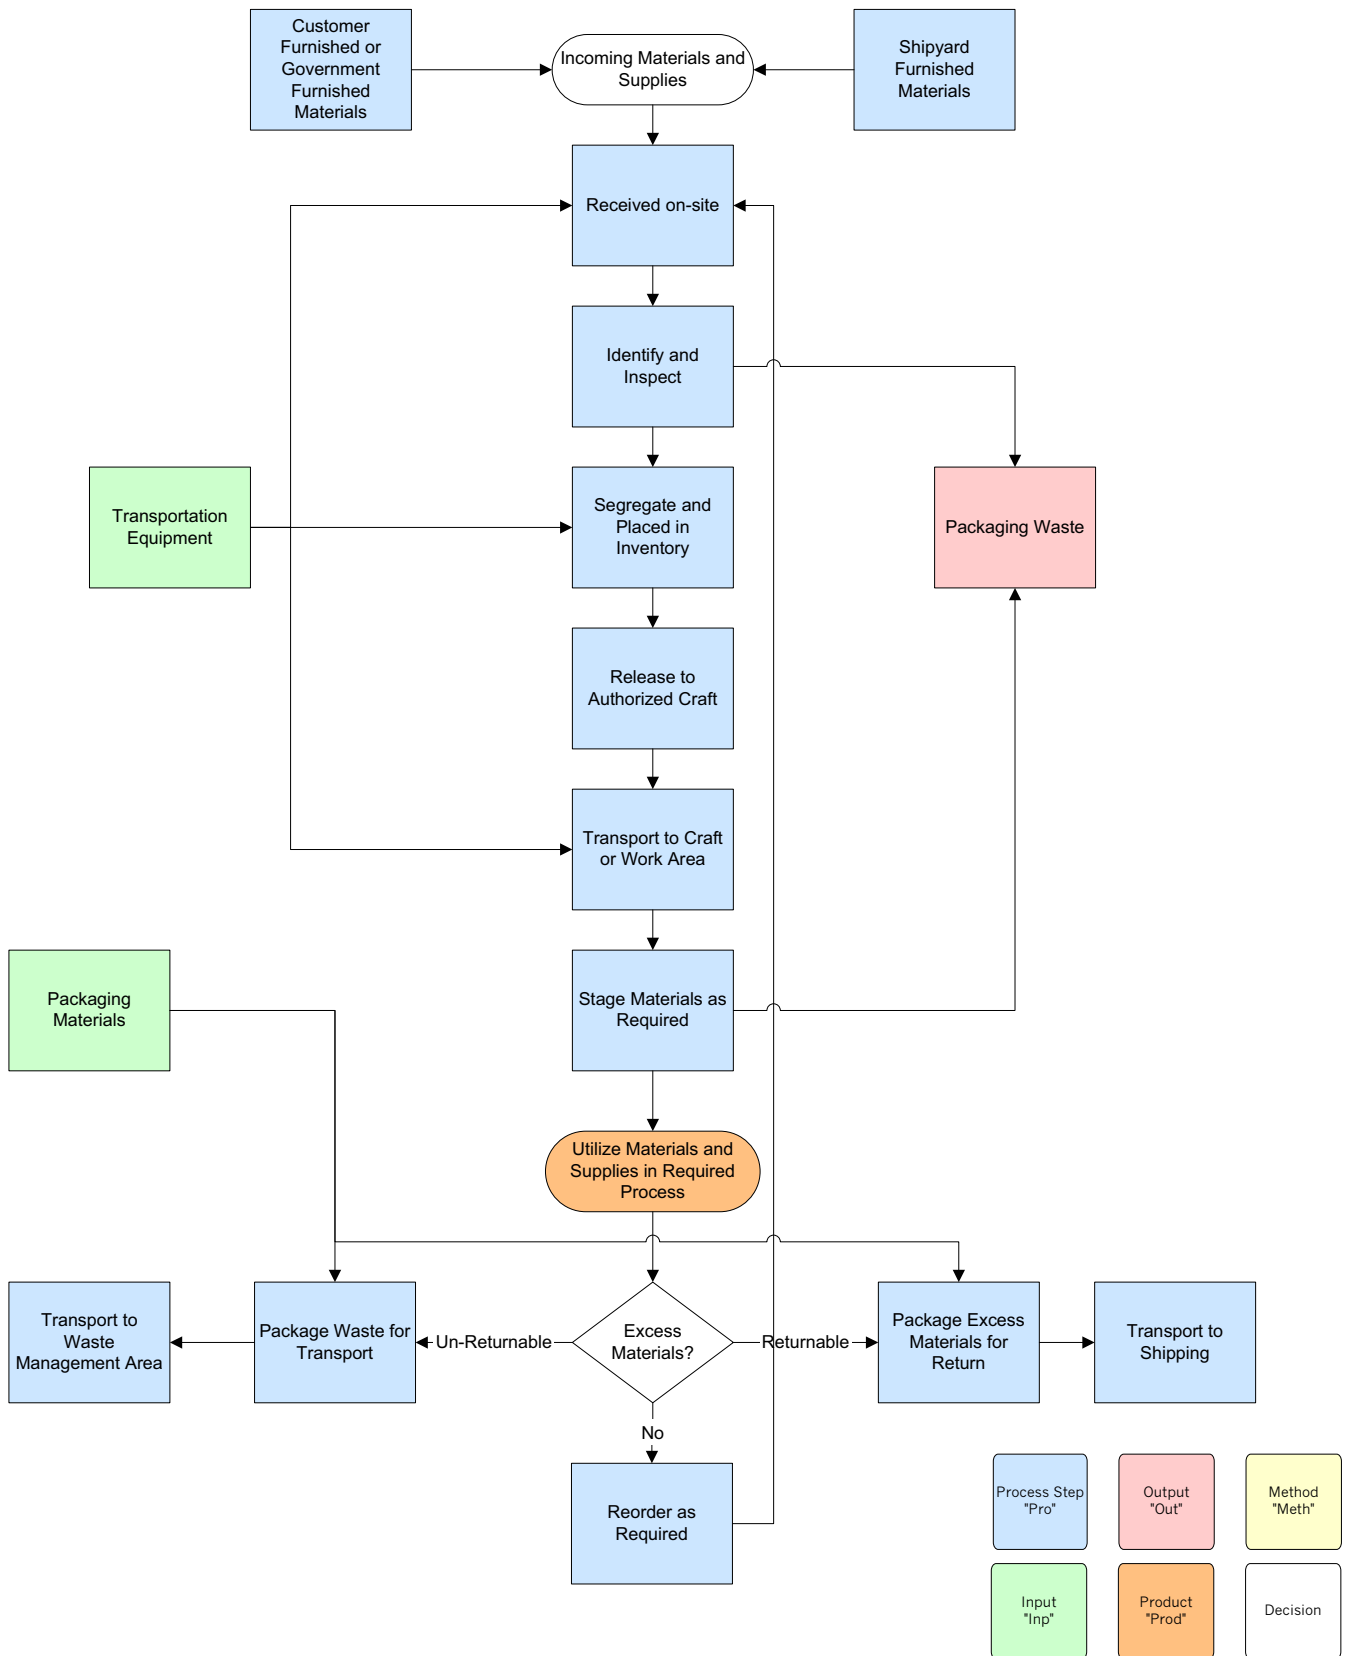 Customer
Furnished or
Government
Furnished
Materials
Incoming Materials and
Supplies
Shipyard
Furnished
Materials
Received on-site
Identify and
Inspect
Transportation
Equipment
Segregate and
Placed in
Inventory
Packaging Waste
Release to
Authorized Craft
Transport to Craft
or Work Area
Packaging
Materials
Stage Materials as
Required
Utilize Materials and
Supplies in Required
Process
Transport to
Waste
Management Area
Package Waste for
Transport
Un-Returnable
Excess
Materials?
Returnable
Package Excess
Materials for
Return
Transport to
Shipping
No
Reorder as
Required
Process Step
"Pro"
Output
"Out"
Method
"Meth"
Input
"Inp"
Product
"Prod"
Decision